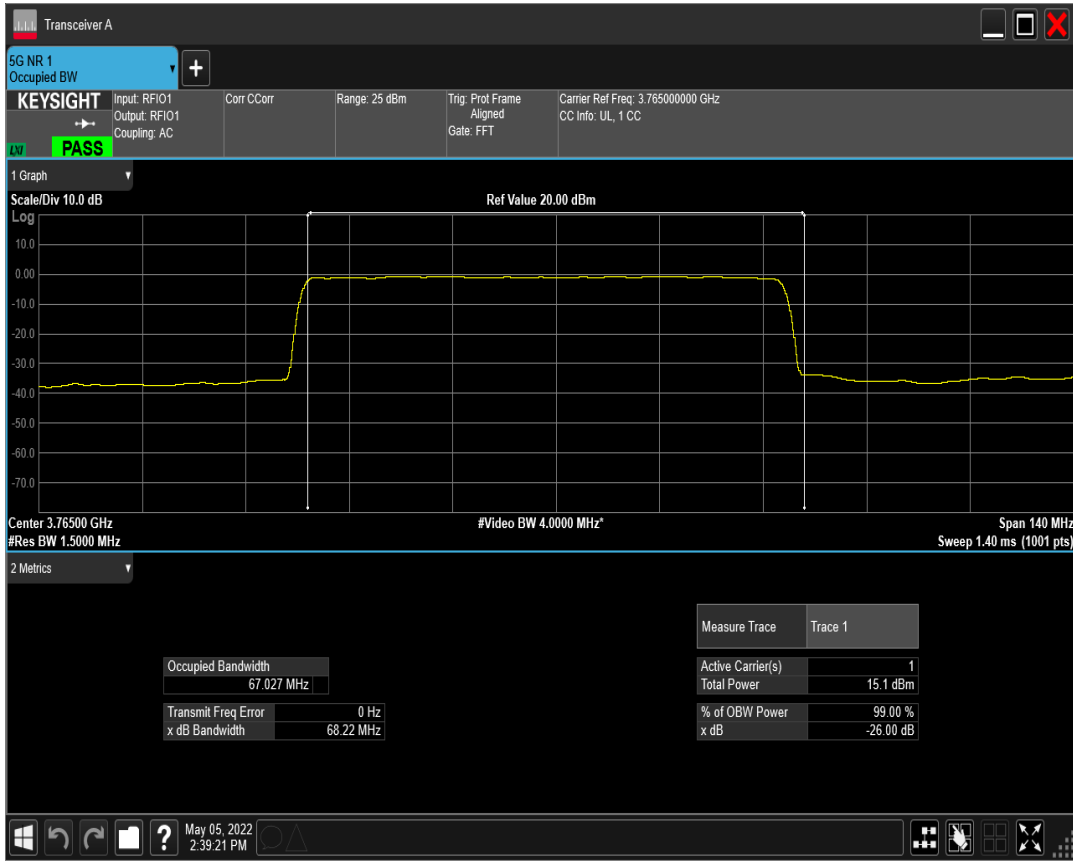 Transceiver A
5G NR 1
Occupied BW
KEYSIGHT
LXI
PASS
Input: RFIO1
Output: RFIO1
Coupling: AC
Corr CCorr
Range: 25 dBm
Trig: Prot Frame
Aligned
Gate: FFT
Carrier Ref Freq: 3.765000000 GHz
CC Info: UL, 1 CC
1 Graph
Scale/Div 10.0 dB
Ref Value 20.00 dBm
Log
10.0
0.00
-10.0
-20.0
-30.0
-40.0
-50.0
-60.0
-70.0
Center 3.76500 GHz
#Video BW 4.0000 MHz*
Span 140 MHz
#Res BW 1.5000 MHz
Sweep 1.40 ms (1001 pts)
2 Metrics
Measure Trace Trace 1
Occupied Bandwidth
67.027 MHz
Transmit Freq Error 0 Hz
x dB Bandwidth 68.22 MHz
Active Carrier(s) 1
Total Power 15.1 dBm
% of OBW Power 99.00 %
x dB -26.00 dB
?
May 05, 2022
2:39:21 PM